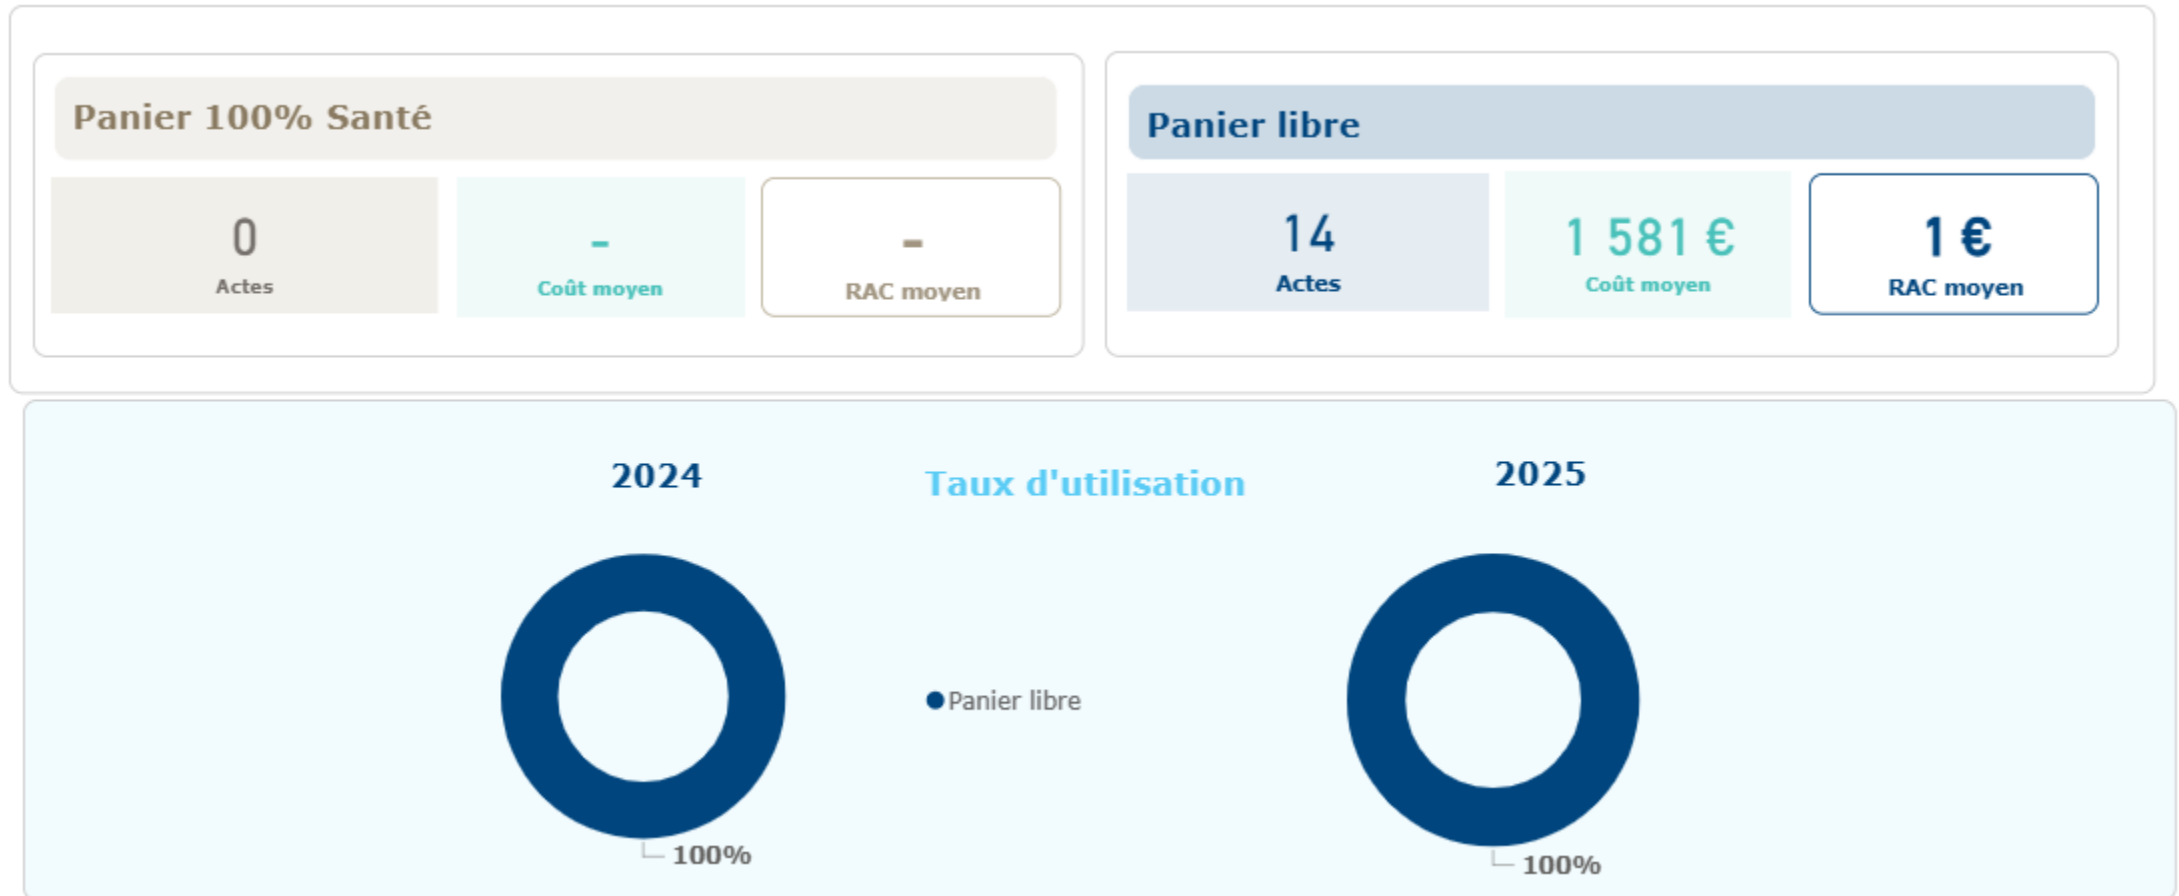 Panier 100% Santé
0
Actes
-
Coût moyen
-
RAC moyen
Panier libre
14
Actes
1 581 €
Coût moyen
1 €
RAC moyen
2024
Taux d'utilisation
2025
Panier libre
100%
100%